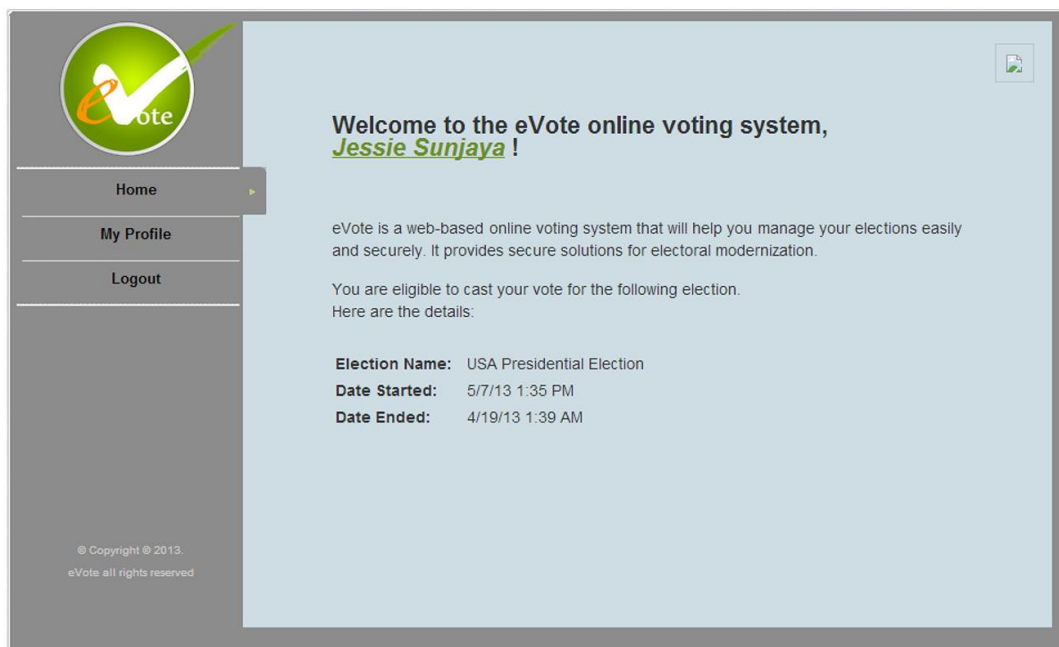 eVote
Home
My Profile
Logout
© Copyright © 2013.
eVote all rights reserved
Welcome to the eVote online voting system,
Jessie Sunjaya !
eVote is a web-based online voting system that will help you manage your elections easily
and securely. It provides secure solutions for electoral modernization.
You are eligible to cast your vote for the following election.
Here are the details:
Election Name: USA Presidential Election
Date Started: 5/7/13 1:35 PM
Date Ended: 4/19/13 1:39 AM